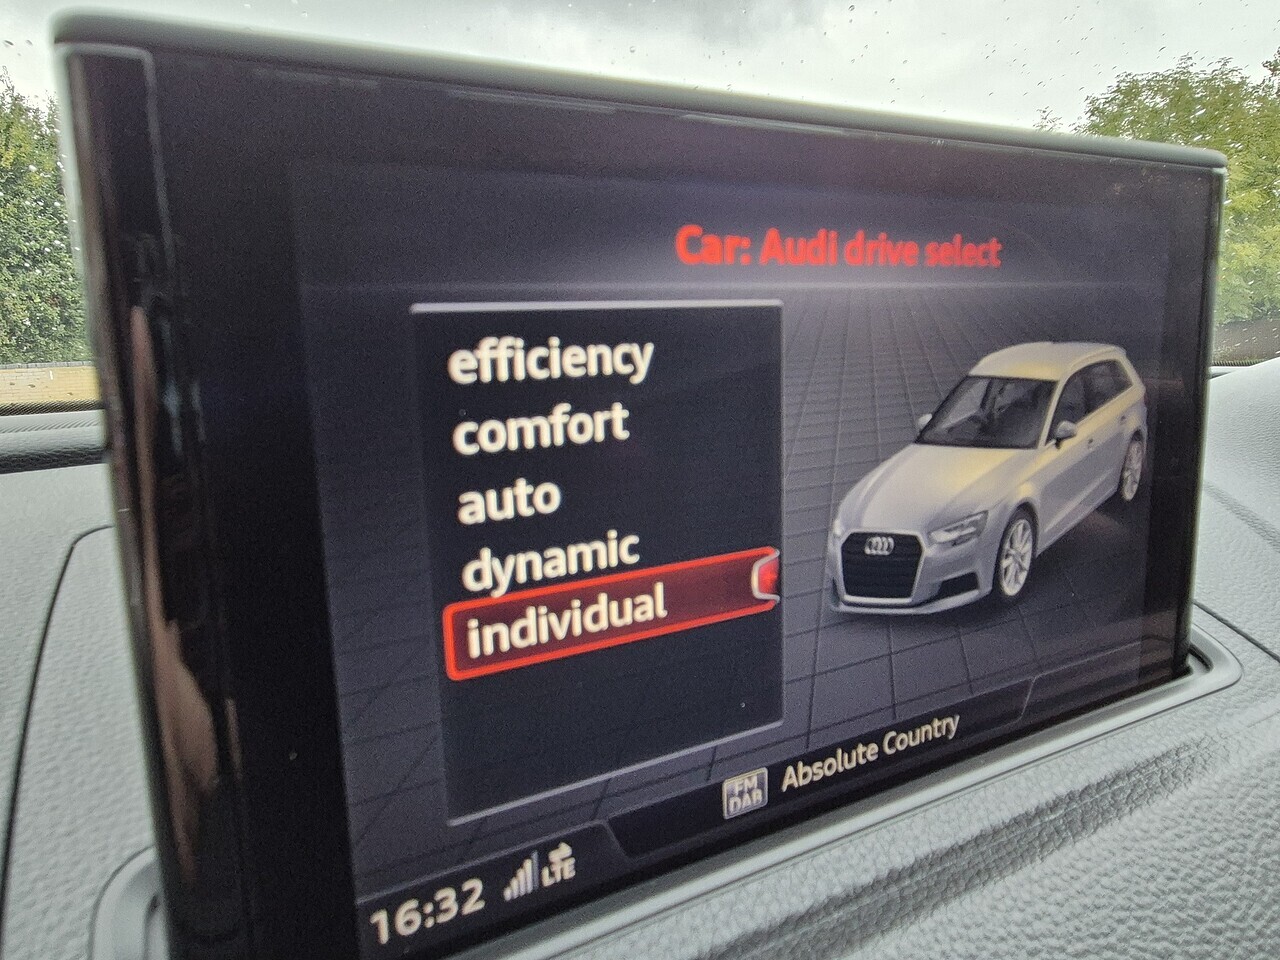 Car: Audi drive select
efficiency
comfort
auto
dynamic
individual
FM
DAB
Absolute Country
16:32
LTE